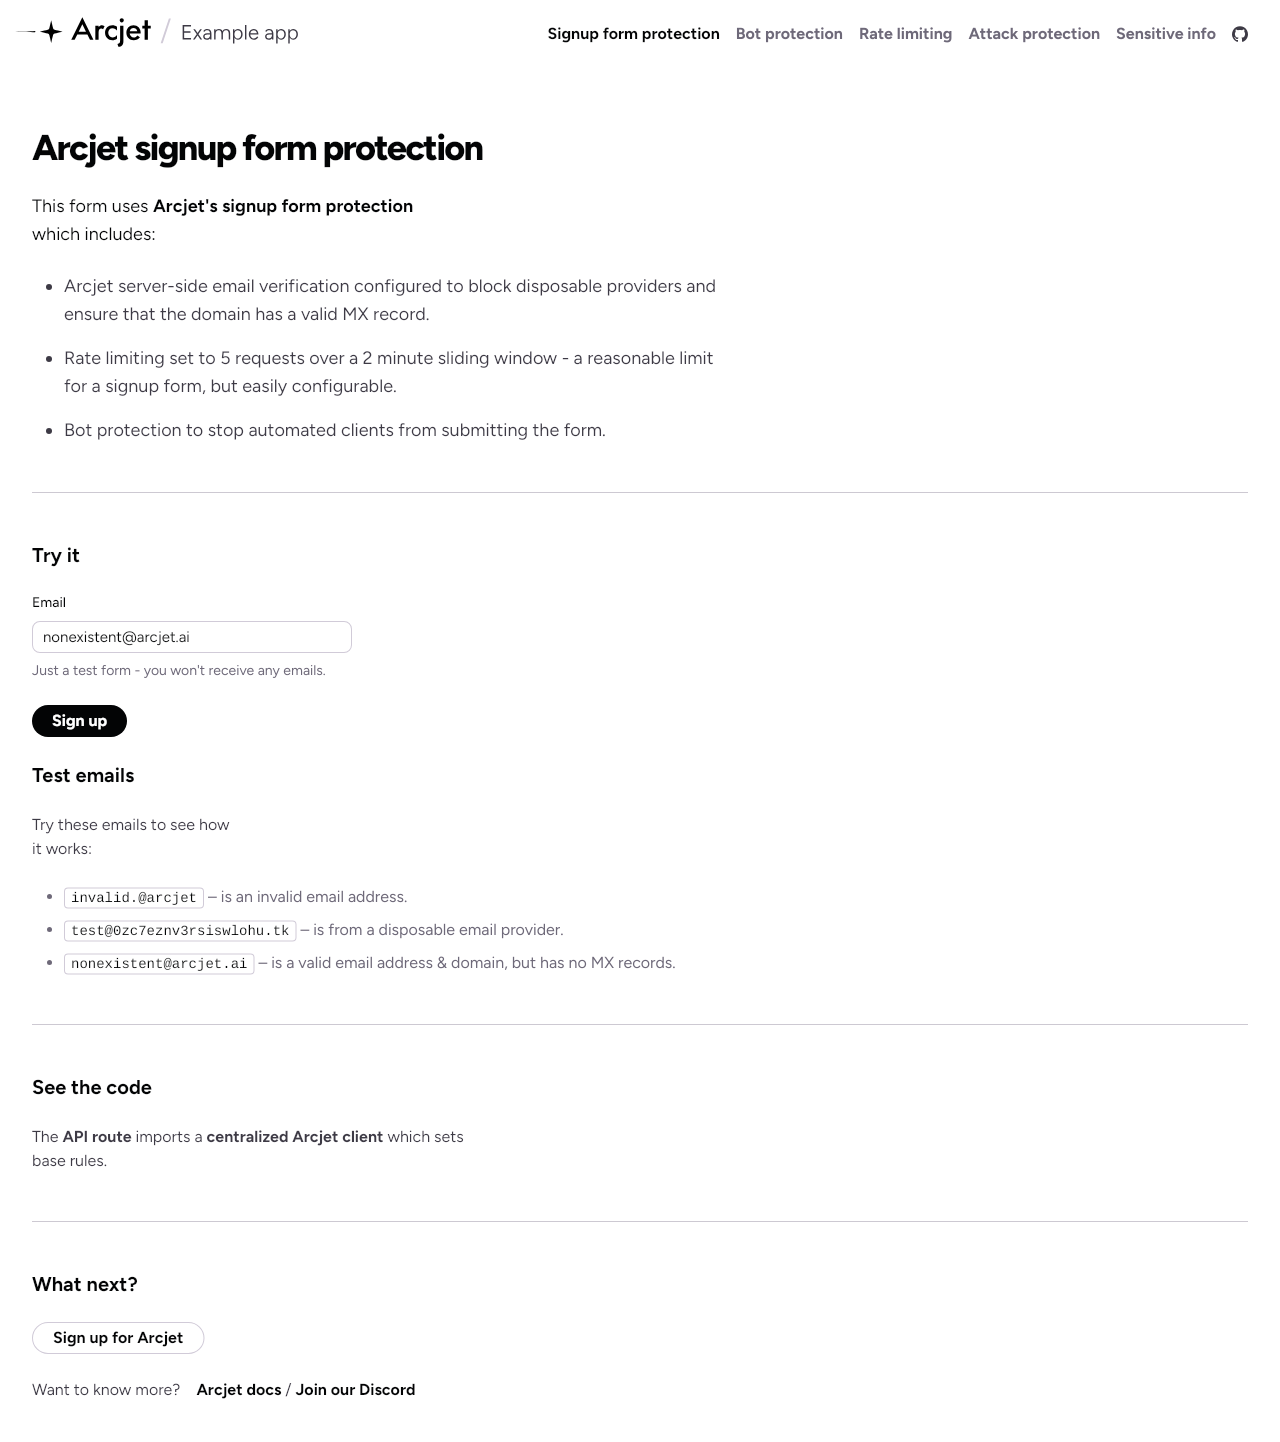 Arcjet / Example app
Signup form protection Bot protection Rate limiting Attack protection Sensitive info
Arcjet signup form protection
This form uses Arcjet's signup form protection
which includes:
• Arcjet server-side email verification configured to block disposable providers and
ensure that the domain has a valid MX record.
• Rate limiting set to 5 requests over a 2 minute sliding window - a reasonable limit
for a signup form, but easily configurable.
• Bot protection to stop automated clients from submitting the form.
Try it
Email
nonexistent@arcjet.ai
Just a test form - you won't receive any emails.
Sign up
Test emails
Try these emails to see how
it works:
• invalid.@arcjet – is an invalid email address.
• test@0zc7eznv3rsiswlohu.tk – is from a disposable email provider.
• nonexistent@arcjet.ai – is a valid email address & domain, but has no MX records.
See the code
The API route imports a centralized Arcjet client which sets
base rules.
What next?
Sign up for Arcjet
Want to know more? Arcjet docs / Join our Discord